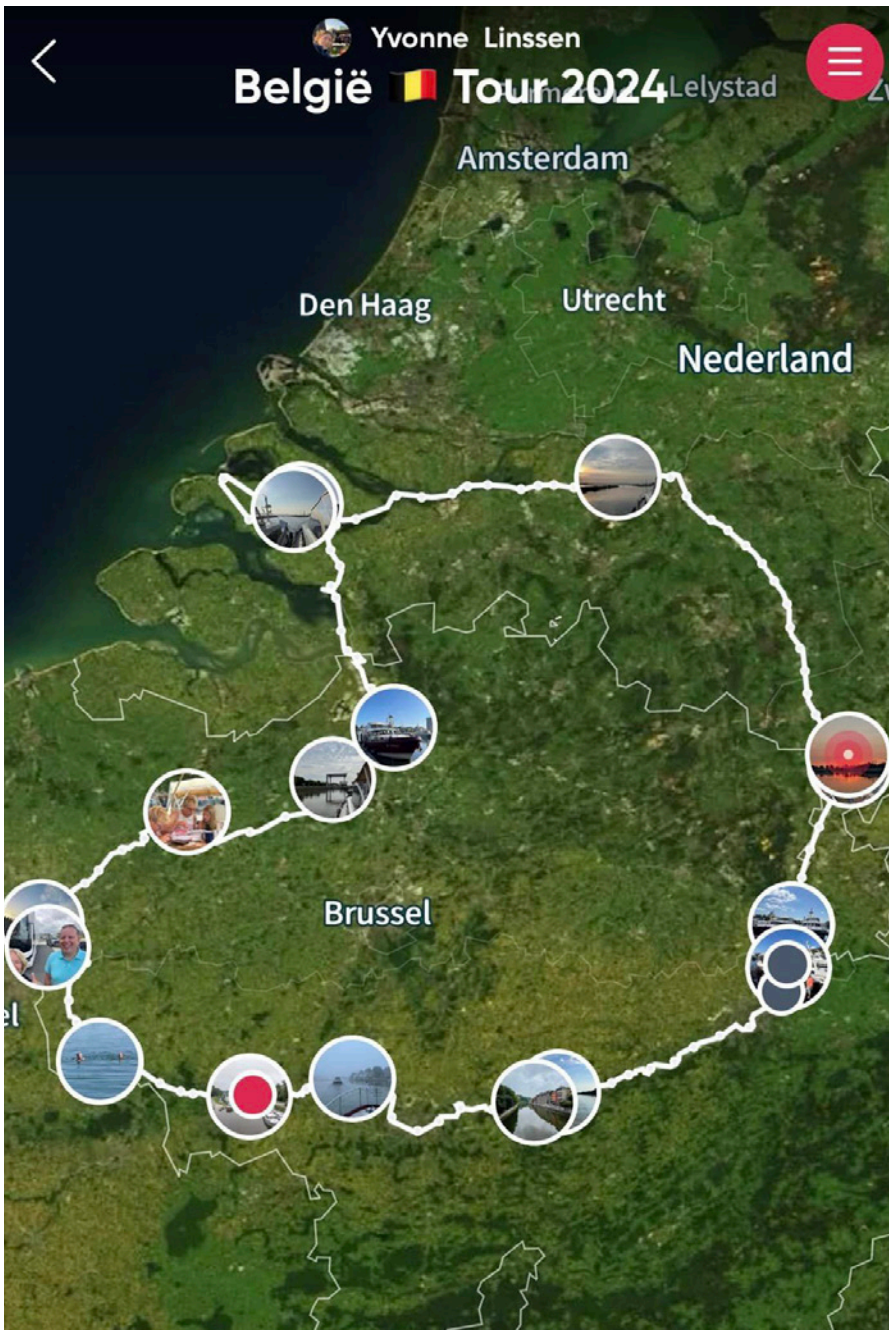 Yvonne Linssen
België 🇧🇪 Tour 2024
Lelystad
Amsterdam
Den Haag
Utrecht
Nederland
Brussel